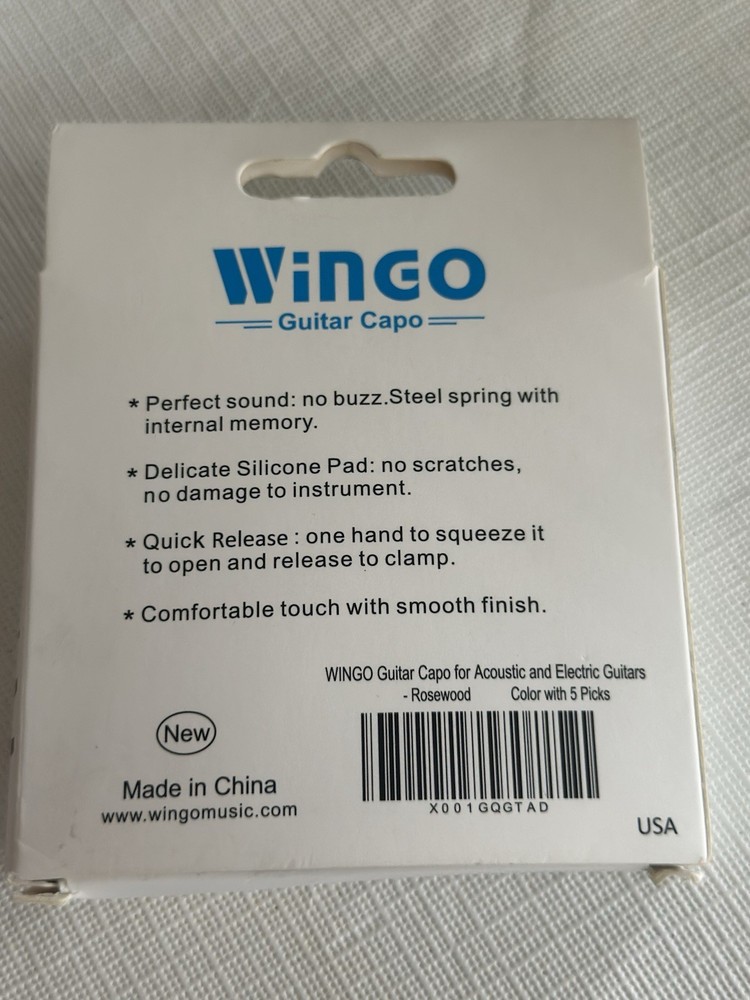 WINGO
Guitar Capo
* Perfect sound: no buzz.Steel spring with
internal memory.
* Delicate Silicone Pad: no scratches,
no damage to instrument.
* Quick Release : one hand to squeeze it
to open and release to clamp.
* Comfortable touch with smooth finish.
WINGO Guitar Capo for Acoustic and Electric Guitars
- Rosewood Color with 5 Picks
X001GQGTAD
New
Made in China
www.wingomusic.com
USA